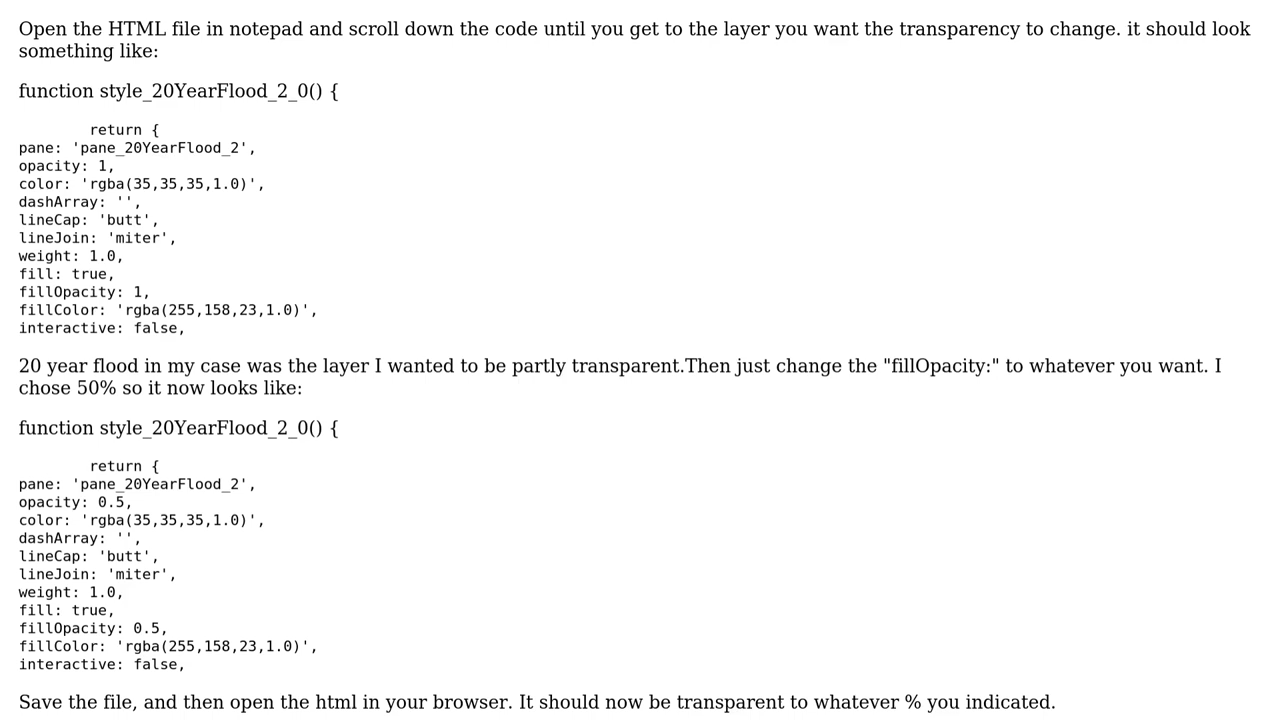 Open the HTML file in notepad and scroll down the code until you get to the layer you want the transparency to change. it should look
something like:
function style_20YearFlood_2_0() {
return {
pane: 'pane_20YearFlood_2',
opacity: 1,
color: 'rgba(35,35,35,1.0)',
dashArray: '',
lineCap: 'butt',
lineJoin: 'miter',
weight: 1.0,
fill: true,
fillOpacity: 1,
fillColor: 'rgba(255,158,23,1.0)',
interactive: false,
20 year flood in my case was the layer I wanted to be partly transparent.Then just change the "fillOpacity:" to whatever you want. I
chose 50% so it now looks like:
function style_20YearFlood_2_0() {
return {
pane: 'pane_20YearFlood_2',
opacity: 0.5,
color: 'rgba(35,35,35,1.0)',
dashArray: '',
lineCap: 'butt',
lineJoin: 'miter',
weight: 1.0,
fill: true,
fillOpacity: 0.5,
fillColor: 'rgba(255,158,23,1.0)',
interactive: false,
Save the file, and then open the html in your browser. It should now be transparent to whatever % you indicated.